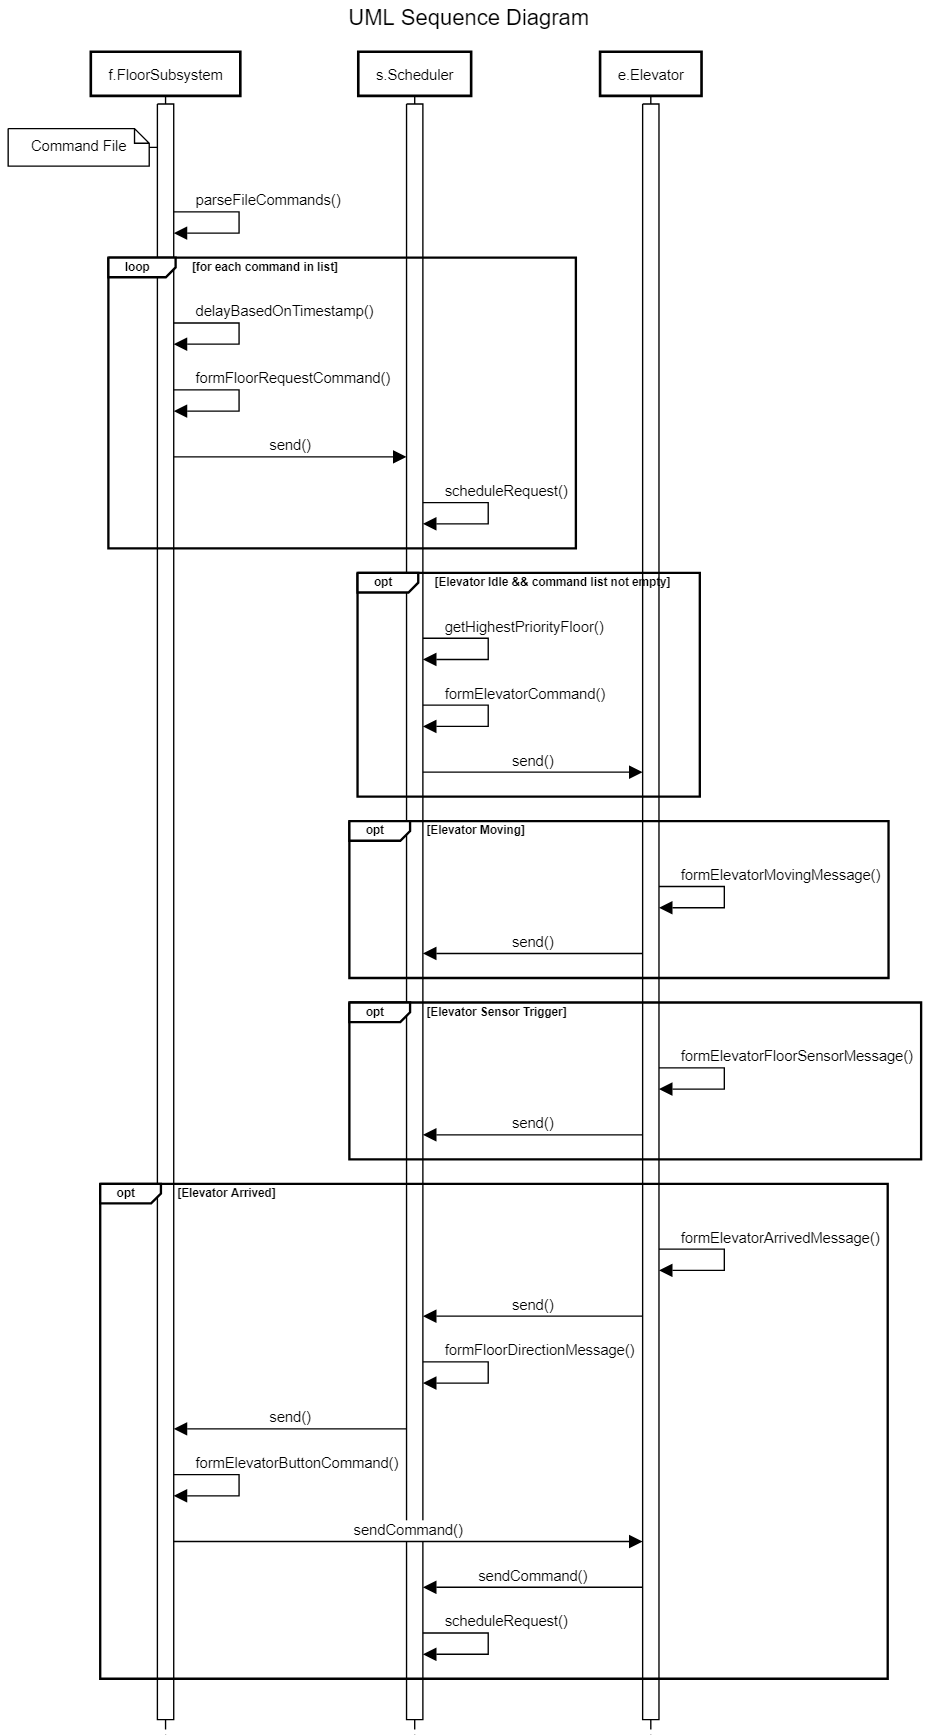 UML Sequence Diagram
f.FloorSubsystem
s.Scheduler
e.Elevator
Command File
parseFileCommands()
loop
[for each command in list]
delayBasedOnTimestamp()
formFloorRequestCommand()
send()
scheduleRequest()
opt
[Elevator Idle && command list not empty]
getHighestPriorityFloor()
formElevatorCommand()
send()
opt
[Elevator Moving]
formElevatorMovingMessage()
send()
opt
[Elevator Sensor Trigger]
formElevatorFloorSensorMessage()
send()
opt
[Elevator Arrived]
formElevatorArrivedMessage()
send()
formFloorDirectionMessage()
send()
formElevatorButtonCommand()
sendCommand()
sendCommand()
scheduleRequest()